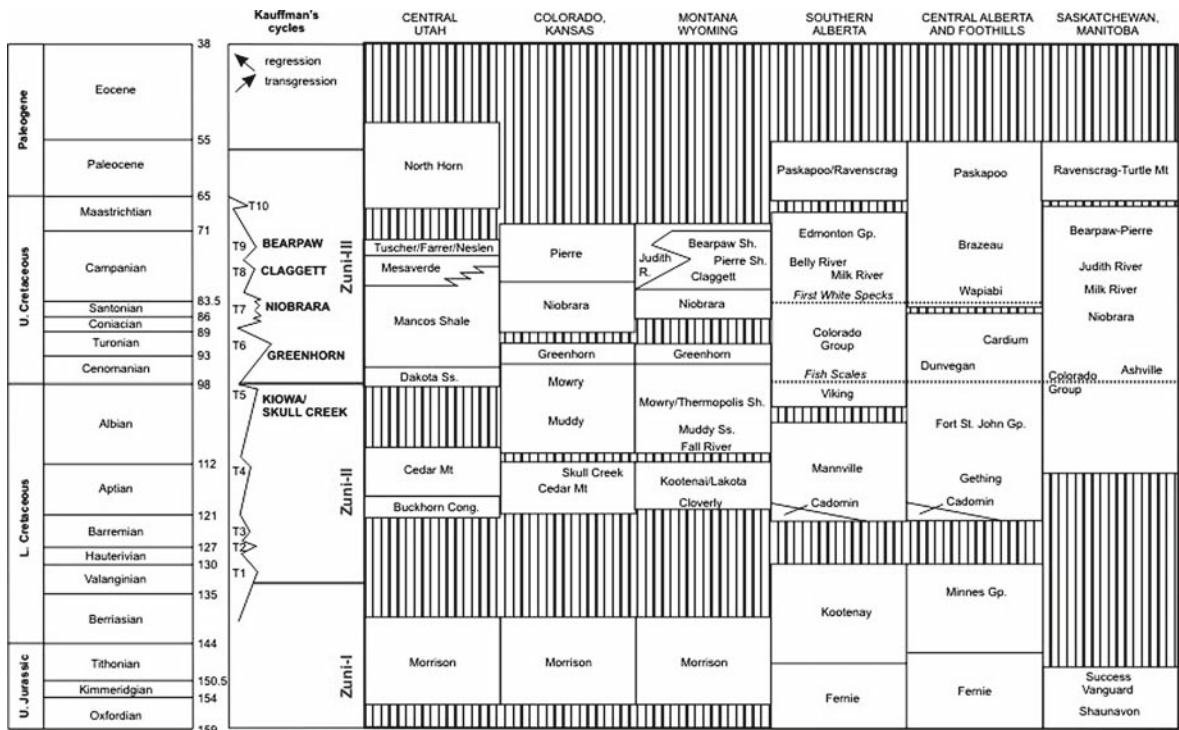 Kauffman's cycles
CENTRAL UTAH
COLORADO, KANSAS
MONTANA WYOMING
SOUTHERN ALBERTA
CENTRAL ALBERTA AND FOOTHILLS
SASKATCHEWAN, MANITOBA
Paleogene
U. Cretaceous
L. Cretaceous
U. Jurassic
Eocene
Paleocene
Maastrichtian
Campanian
Santonian
Coniacian
Turonian
Cenomanian
Albian
Aptian
Barremian
Hauterivian
Valanginian
Berriasian
Tithonian
Kimmeridgian
Oxfordian
38
55
65
71
83.5
86
89
93
98
112
121
127
130
135
144
150.5
154
159
regression
transgression
T10
T9
BEARPAW
T8
CLAGGETT
T7
NIOBRARA
T6
GREENHORN
T5
KIOWA/
SKULL CREEK
T4
T3
T2
T1
Zuni-III
Zuni-II
Zuni-I
North Horn
Tuscher/Farrer/Neslen
Mesaverde
Mancos Shale
Dakota Ss.
Cedar Mt
Buckhorn Cong.
Morrison
Pierre
Niobrara
Greenhorn
Mowry
Muddy
Skull Creek
Cedar Mt
Morrison
Bearpaw Sh.
Judith R.
Pierre Sh.
Claggett
Niobrara
Greenhorn
Mowry/Thermopolis Sh.
Muddy Ss.
Fall River
Kootenai/Lakota
Cloverly
Morrison
Paskapoo/Ravenscrag
Edmonton Gp.
Belly River
Milk River
First White Specks
Colorado
Group
Fish Scales
Viking
Mannville
Cadomin
Kootenay
Fernie
Paskapoo
Brazeau
Wapiabi
Cardium
Dunvegan
Fort St. John Gp.
Gething
Cadomin
Minnes Gp.
Fernie
Ravenscrag-Turtle Mt
Bearpaw-Pierre
Judith River
Milk River
Niobrara
Ashville
Colorado
Group
Success
Vanguard
Shaunavon